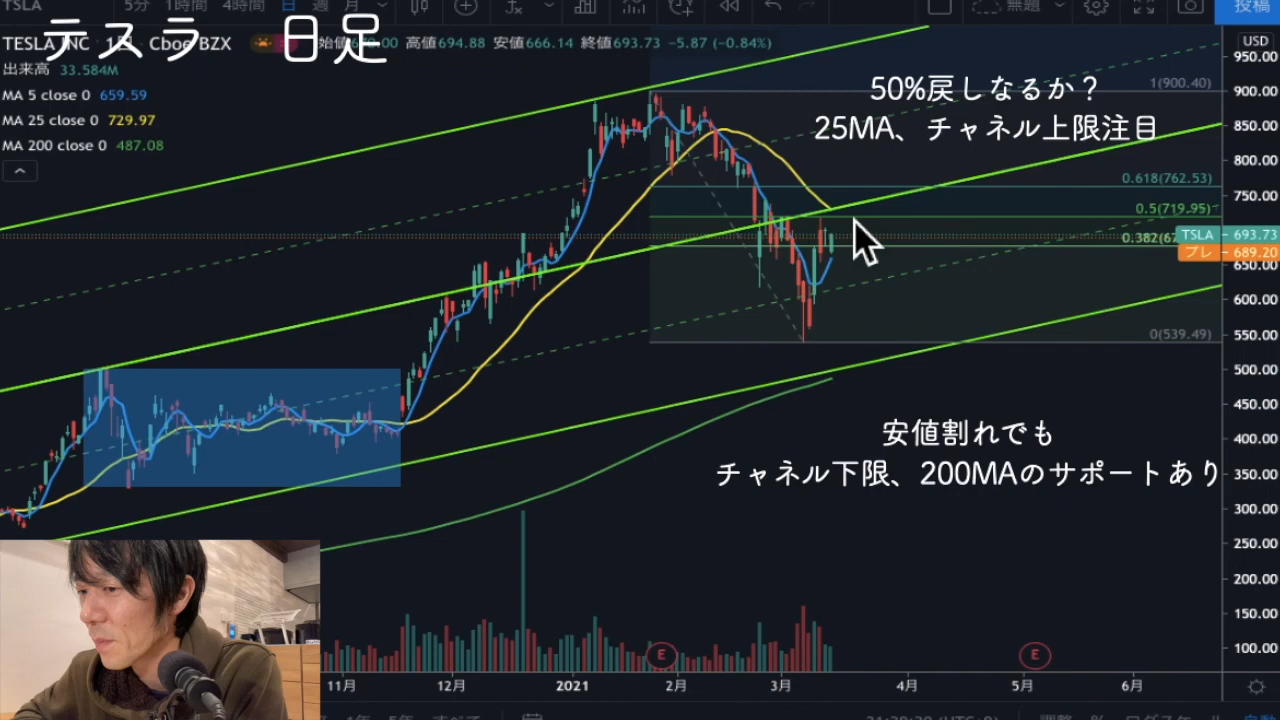 TSLA 5分 1時間 4時間 日 週 月 無題 投稿
テスラ 日足
TESLA INC Cboe BZX 高値694.88 安値666.14 終値693.73 -5.87 (-0.84%)
USD
出来高 33.584M
MA 5 close 0 659.59
MA 25 close 0 729.97
MA 200 close 0 487.08
50%戻しなるか？
25MA、チャネル上限注目
1(900.40)
0.618(762.53)
0.5(719.95)
0.382(67
TSLA 693.73
プレ 689.20
0(539.49)
950.00
900.00
850.00
800.00
750.00
650.00
600.00
550.00
500.00
450.00
400.00
350.00
300.00
250.00
200.00
150.00
100.00
安値割れでも
チャネル下限、200MAのサポートあり
E E
11月 12月 2021 2月 3月 4月 5月 6月